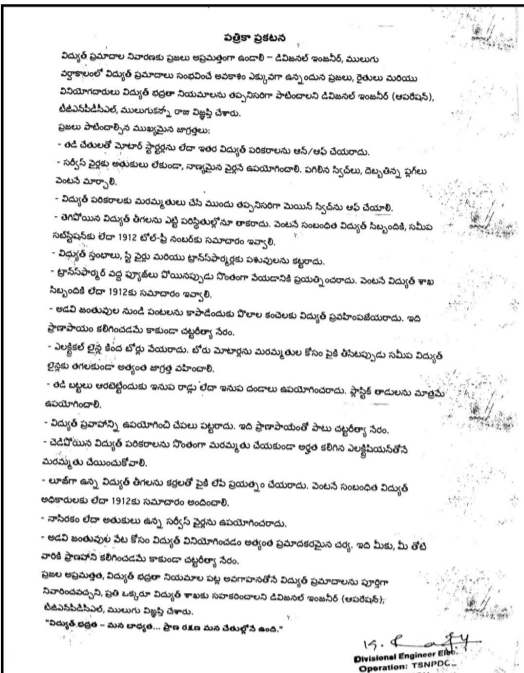 పత్రికా ప్రకటన
విద్యుత్ ప్రమాదాల నివారణకు ప్రజలు అప్రమత్తంగా ఉండాలి – డివిజనల్ ఇంజనీర్, ములుగు
వర్షాకాలంలో విద్యుత్ ప్రమాదాలు సంభవించే అవకాశం ఎక్కువగా ఉన్నందున ప్రజలు, రైతులు మరియు
వినియోగదారులు విద్యుత్ భద్రతా నియమాలను తప్పనిసరిగా పాటించాలని డివిజనల్ ఇంజనీర్ (ఆపరేషన్),
టీజీఎన్‌పీడీసీఎల్, ములుగు రాజు విజ్ఞప్తి చేశారు.
ప్రజలు పాటించాల్సిన ముఖ్యమైన జాగ్రత్తలు:
- తడి చేతులతో మోటార్ స్టార్టర్లను లేదా ఇతర విద్యుత్ పరికరాలను ఆన్/ఆఫ్ చేయరాదు.
- సర్వీస్ వైర్లకు అతుకులు లేకుండా, నాణ్యమైన వైర్లనే ఉపయోగించాలి. పగిలిన స్విచ్‌లు, దెబ్బతిన్న ప్లగ్‌లు
వెంటనే మార్చాలి.
- విద్యుత్ పరికరాలకు మరమ్మతులు చేసే ముందు తప్పనిసరిగా మెయిన్ స్విచ్‌ను ఆఫ్ చేయాలి.
- తెగిపోయిన విద్యుత్ తీగలను ఎట్టి పరిస్థితుల్లోనూ తాకరాదు. వెంటనే సంబంధిత విద్యుత్ సిబ్బందికి, సమీప
సబ్‌స్టేషన్‌కు లేదా 1912 టోల్-ఫ్రీ నంబర్‌కు సమాచారం ఇవ్వాలి.
- విద్యుత్ స్తంభాలు, స్టే వైర్లు మరియు ట్రాన్స్‌ఫార్మర్లకు పశువులను కట్టరాదు.
- ట్రాన్స్‌ఫార్మర్ వద్ద ఫ్యూజ్‌లు పోయినప్పుడు సొంతంగా వేయడానికి ప్రయత్నించరాదు. వెంటనే విద్యుత్ శాఖ
సిబ్బందికి లేదా 1912కు సమాచారం ఇవ్వాలి.
- అడవి జంతువుల నుండి పంటలను కాపాడేందుకు పొలాల కంచెలకు విద్యుత్ ప్రవహింపజేయరాదు. ఇది
ప్రాణాపాయం కలిగించడమే కాకుండా చట్టరీత్యా నేరం.
- ఎలక్ట్రికల్ లైన్ల కింద బోర్లు వేయరాదు. బోరు మోటార్లను మరమ్మతుల కోసం పైకి తీసేటప్పుడు సమీప విద్యుత్
లైన్లకు తగలకుండా అత్యంత జాగ్రత్త వహించాలి.
- తడి బట్టలు ఆరబెట్టేందుకు ఇనుప రాడ్లు లేదా ఇనుప దండాలు ఉపయోగించరాదు. ప్లాస్టిక్ తాడులను మాత్రమే
ఉపయోగించాలి.
- విద్యుత్ ప్రవాహాన్ని ఉపయోగించి చేపలు పట్టరాదు. ఇది ప్రాణాపాయంతో పాటు చట్టరీత్యా నేరం.
- చెడిపోయిన విద్యుత్ పరికరాలను సొంతంగా మరమ్మతు చేయకుండా అర్హత కలిగిన ఎలక్ట్రీషియన్‌తోనే
మరమ్మతు చేయించుకోవాలి.
- లూజ్‌గా ఉన్న విద్యుత్ తీగలను కర్రలతో పైకి లేపే ప్రయత్నం చేయరాదు. వెంటనే సంబంధిత విద్యుత్
అధికారులకు లేదా 1912కు సమాచారం అందించాలి.
- నాసిరకం లేదా అతుకులు ఉన్న సర్వీస్ వైర్లను ఉపయోగించరాదు.
- అడవి జంతువుల వేట కోసం విద్యుత్ వినియోగించడం అత్యంత ప్రమాదకరమైన చర్య. ఇది మీకు, మీ తోటి
వారికి ప్రాణహాని కలిగించడమే కాకుండా చట్టరీత్యా నేరం.
ప్రజల అప్రమత్తత, విద్యుత్ భద్రతా నియమాల పట్ల అవగాహనతోనే విద్యుత్ ప్రమాదాలను పూర్తిగా
నివారించవచ్చని, ప్రతి ఒక్కరూ విద్యుత్ శాఖకు సహకరించాలని డివిజనల్ ఇంజనీర్ (ఆపరేషన్),
టీజీఎన్‌పీడీసీఎల్, ములుగు విజ్ఞప్తి చేశారు.
"విద్యుత్ భద్రత – మన బాధ్యత... ప్రాణ రక్షణ మన చేతుల్లోనే ఉంది."
Divisional Engineer Elec.
Operation: TSNPDC